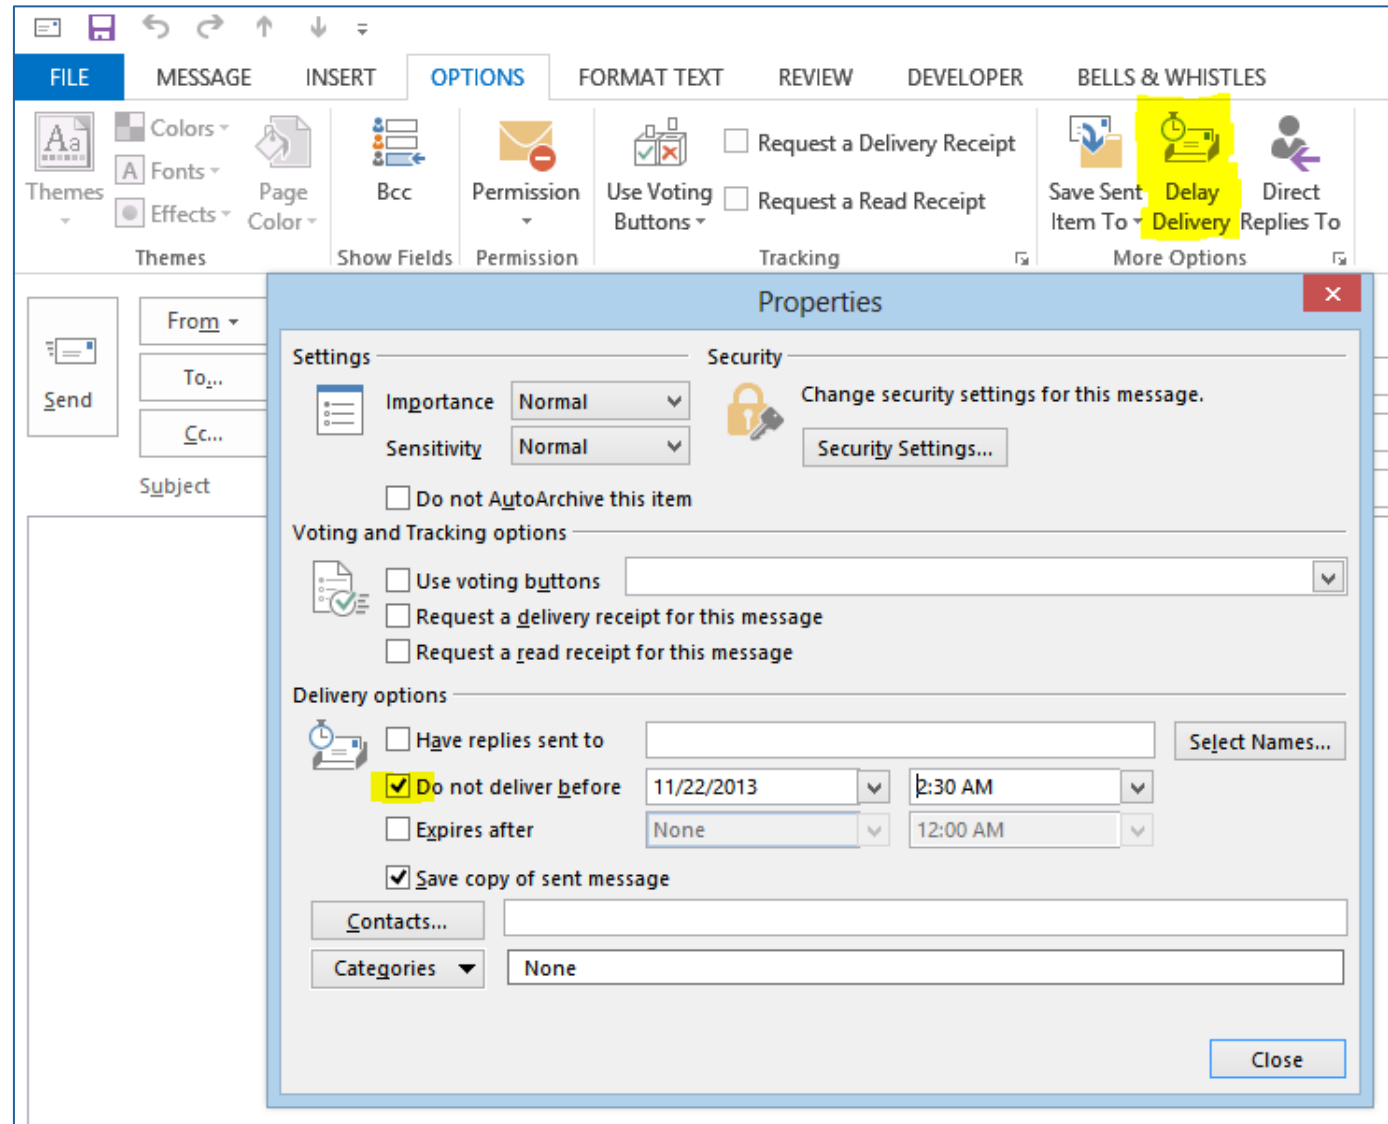 FILE MESSAGE INSERT OPTIONS FORMAT TEXT REVIEW DEVELOPER BELLS & WHISTLES
Aa Themes
Colors
A Fonts
Effects
Page Color
Themes
Bcc
Show Fields
Permission
Permission
Use Voting Buttons
Request a Delivery Receipt
Request a Read Receipt
Tracking
Save Sent Item To
Delay Delivery
Direct Replies To
More Options
Send
From
To...
Cc...
Subject
Properties
Settings
Importance Normal
Sensitivity Normal
Do not AutoArchive this item
Security
Change security settings for this message.
Security Settings...
Voting and Tracking options
Use voting buttons
Request a delivery receipt for this message
Request a read receipt for this message
Delivery options
Have replies sent to Select Names...
Do not deliver before 11/22/2013 2:30 AM
Expires after None 12:00 AM
Save copy of sent message
Contacts...
Categories None
Close